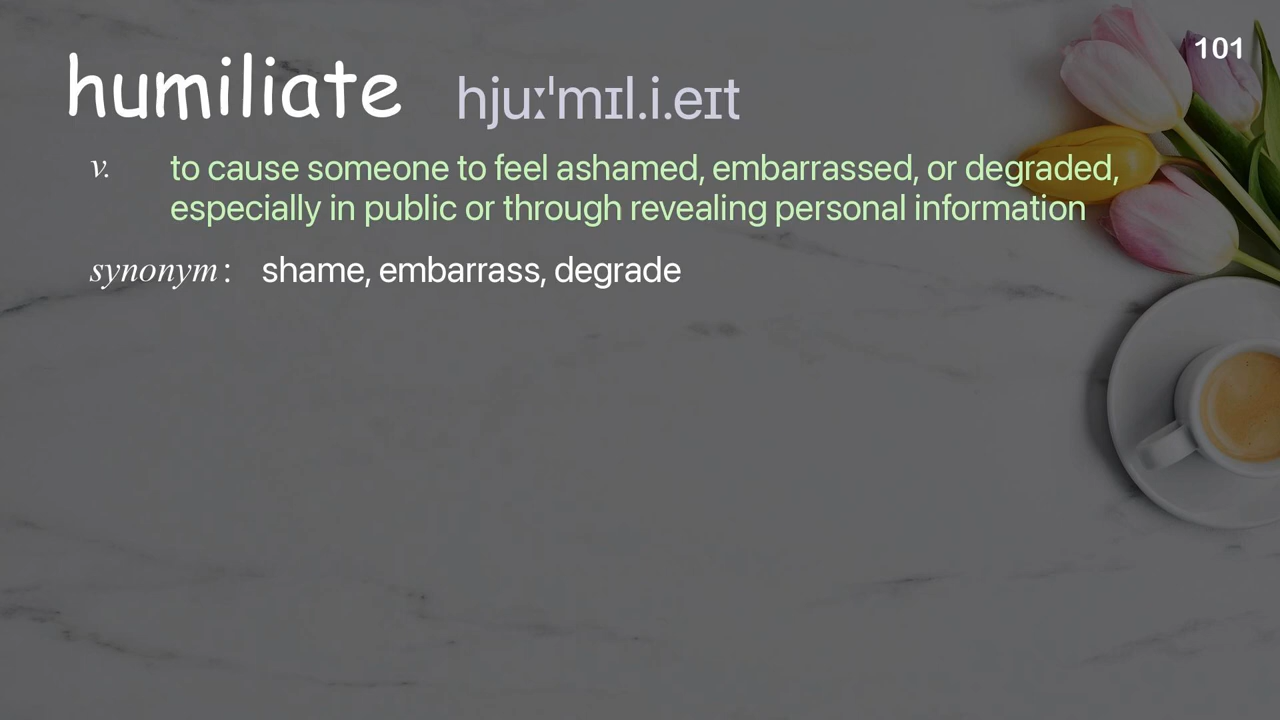 101
humiliate hjuːˈmɪl.i.eɪt
v. to cause someone to feel ashamed, embarrassed, or degraded,
especially in public or through revealing personal information
synonym: shame, embarrass, degrade